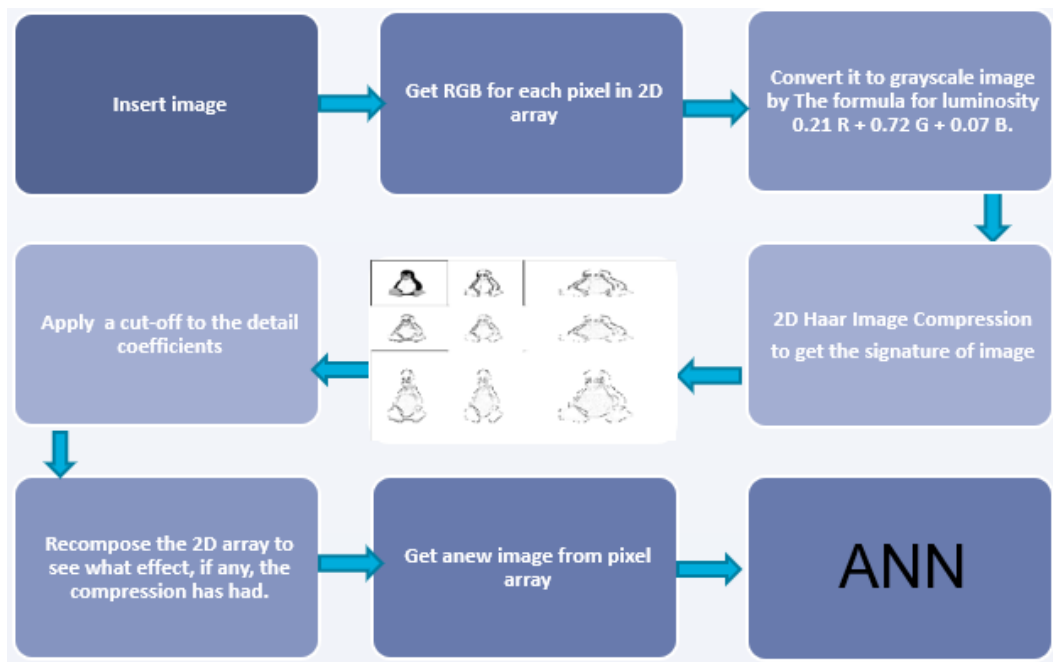 Insert image
Get RGB for each pixel in 2D
array
Convert it to grayscale image
by The formula for luminosity
0.21 R + 0.72 G + 0.07 B.
2D Haar Image Compression
to get the signature of image
Apply a cut-off to the detail
coefficients
Recompose the 2D array to
see what effect, if any, the
compression has had.
Get anew image from pixel
array
ANN